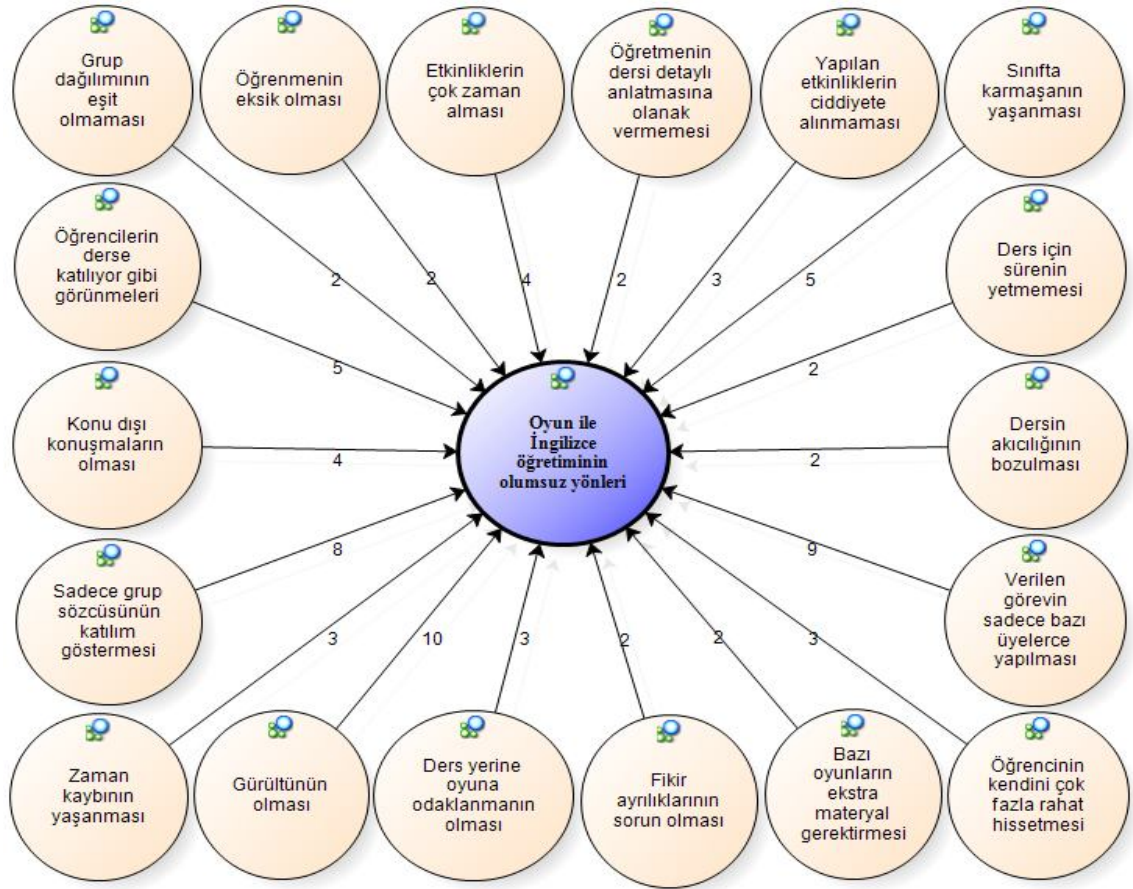 Grup
dağılımının
eşit
olmaması
Öğrenmenin
eksik olması
Etkinliklerin
çok zaman
alması
Öğretmenin
dersi detaylı
anlatmasına
olanak
vermemesi
Yapılan
etkinliklerin
ciddiyete
alınmaması
Sınıfta
karmaşanın
yaşanması
Öğrencilerin
derse
katılıyor gibi
görünmeleri
Ders için
sürenin
yetmemesi
2
2
4
2
3
5
5
2
Konu dışı
konuşmaların
olması
Oyun ile
İngilizce
öğretiminin
olumsuz yönleri
Dersin
akıcılığının
bozulması
4
2
8
9
Sadece grup
sözcüsünün
katılım
göstermesi
Verilen
görevin
sadece bazı
üyelerce
yapılması
3
10
3
2
2
3
Zaman
kaybının
yaşanması
Gürültünün
olması
Ders yerine
oyuna
odaklanmanın
olması
Fikir
ayrılıklarının
sorun olması
Bazı
oyunların
ekstra
materyal
gerektirmesi
Öğrencinin
kendini çok
fazla rahat
hissetmesi